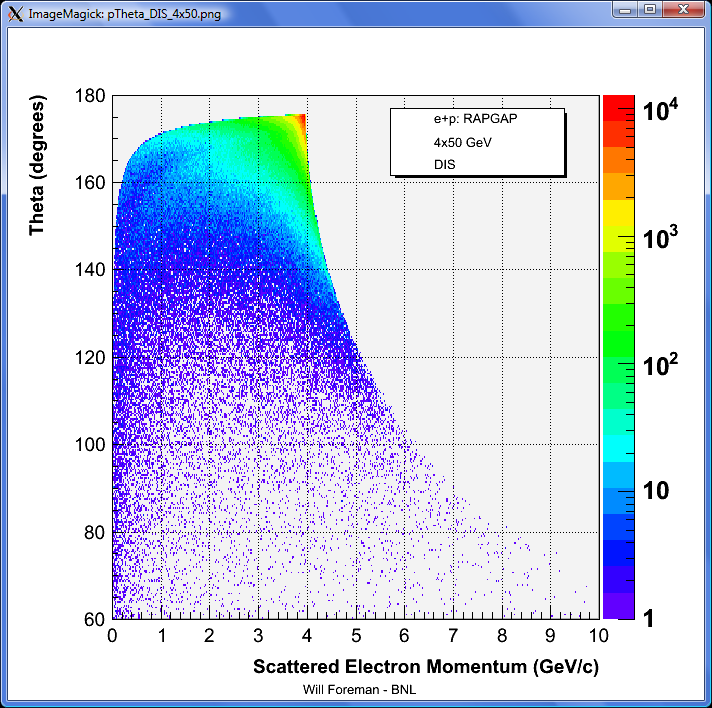 ImageMagick: pTheta_DIS_4x50.png
Theta (degrees)
180
160
140
120
100
80
60
e+p: RAPGAP
4x50 GeV
DIS
10⁴
10³
10²
10
1
0 1 2 3 4 5 6 7 8 9 10
Scattered Electron Momentum (GeV/c)
Will Foreman - BNL